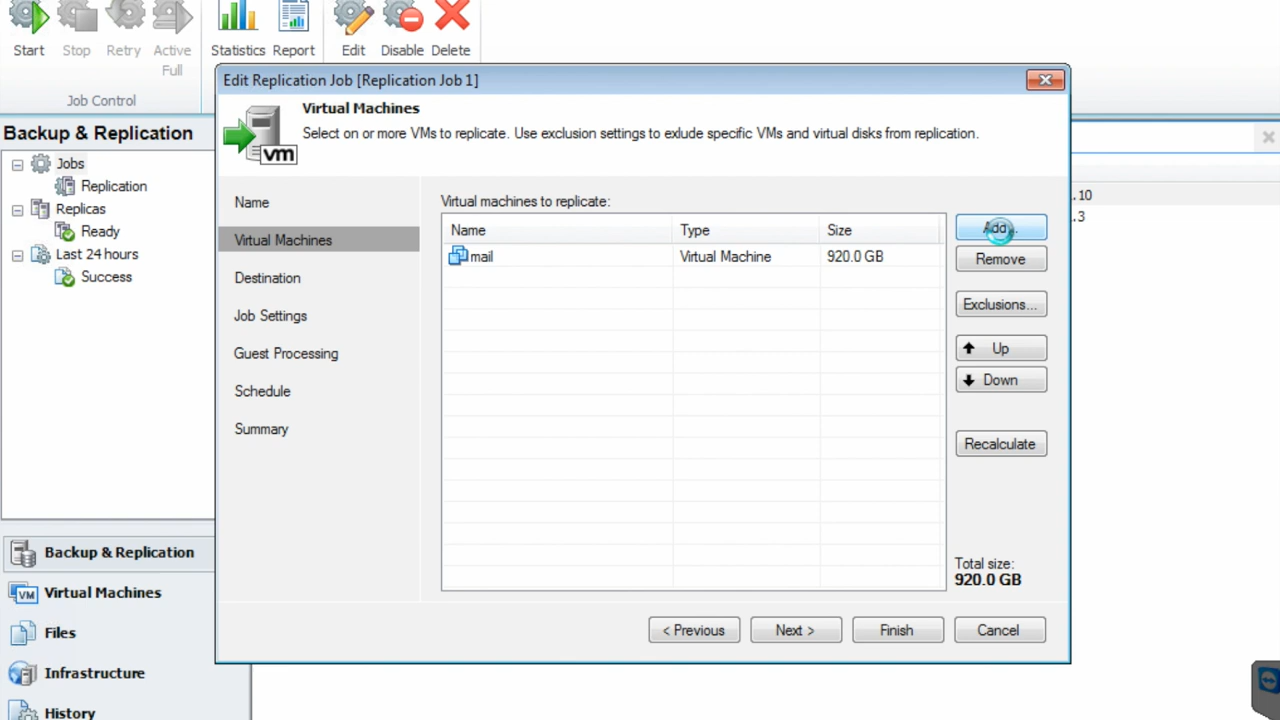 Start Stop Retry Active Full Statistics Report Edit Disable Delete
Job Control
Edit Replication Job [Replication Job 1]
Virtual Machines
Select on or more VMs to replicate. Use exclusion settings to exlude specific VMs and virtual disks from replication.
vm
Backup & Replication
Jobs
Replication
Replicas
Ready
Last 24 hours
Success
Name
Virtual Machines
Destination
Job Settings
Guest Processing
Schedule
Summary
Virtual machines to replicate:
Name Type Size
mail Virtual Machine 920.0 GB
Add...
Remove
Exclusions...
Up
Down
Recalculate
Total size:
920.0 GB
< Previous Next > Finish Cancel
.10
.3
Backup & Replication
VM Virtual Machines
Files
Infrastructure
History